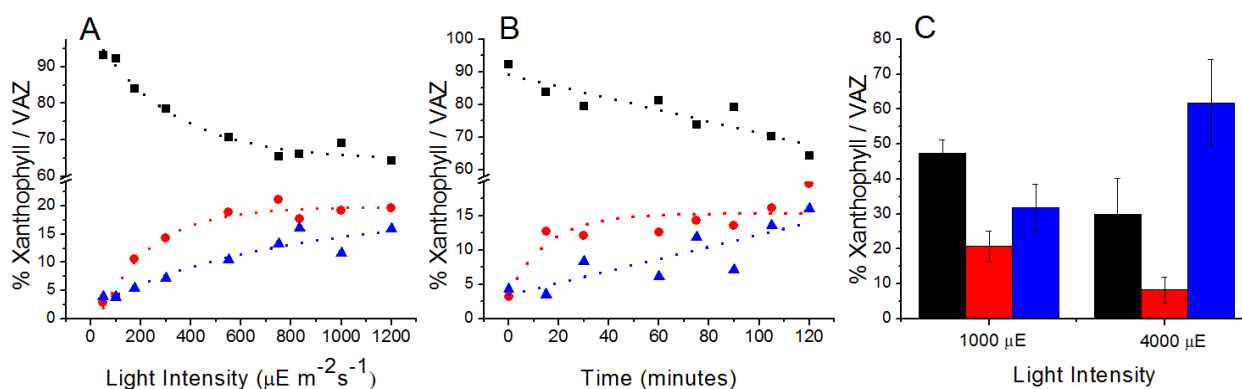 A
% Xanthophyll / VAZ
90
80
70
60
20
15
10
5
0
0 200 400 600 800 1000 1200
Light Intensity (μE m⁻²s⁻¹)
B
% Xanthophyll / VAZ
100
90
80
70
60
15
10
5
0
0 20 40 60 80 100 120
Time (minutes)
C
% Xanthophyll / VAZ
80
70
60
50
40
30
20
10
0
1000 μE 4000 μE
Light Intensity